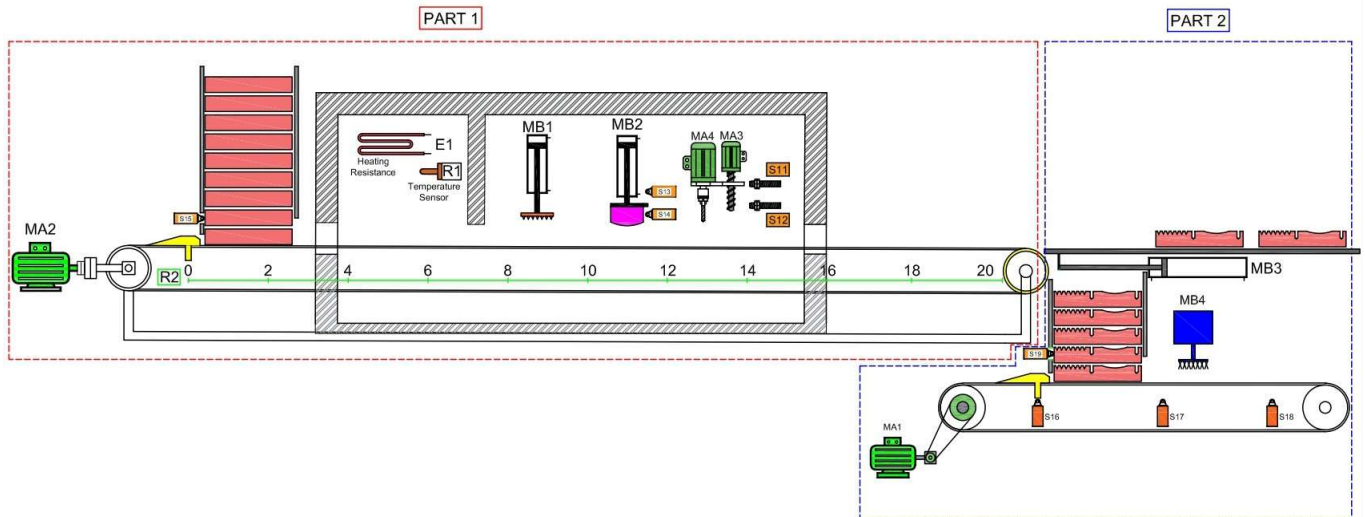 PART 1
PART 2
MB1
MB2
MA4
MA3
E1
Heating
Resistance
R1
Temperature
Sensor
S11
S13
S14
S12
S15
MA2
R2
0 2 4 6 8 10 12 14 16 18 20
MB3
MB4
S19
S16
S17
S18
MA1